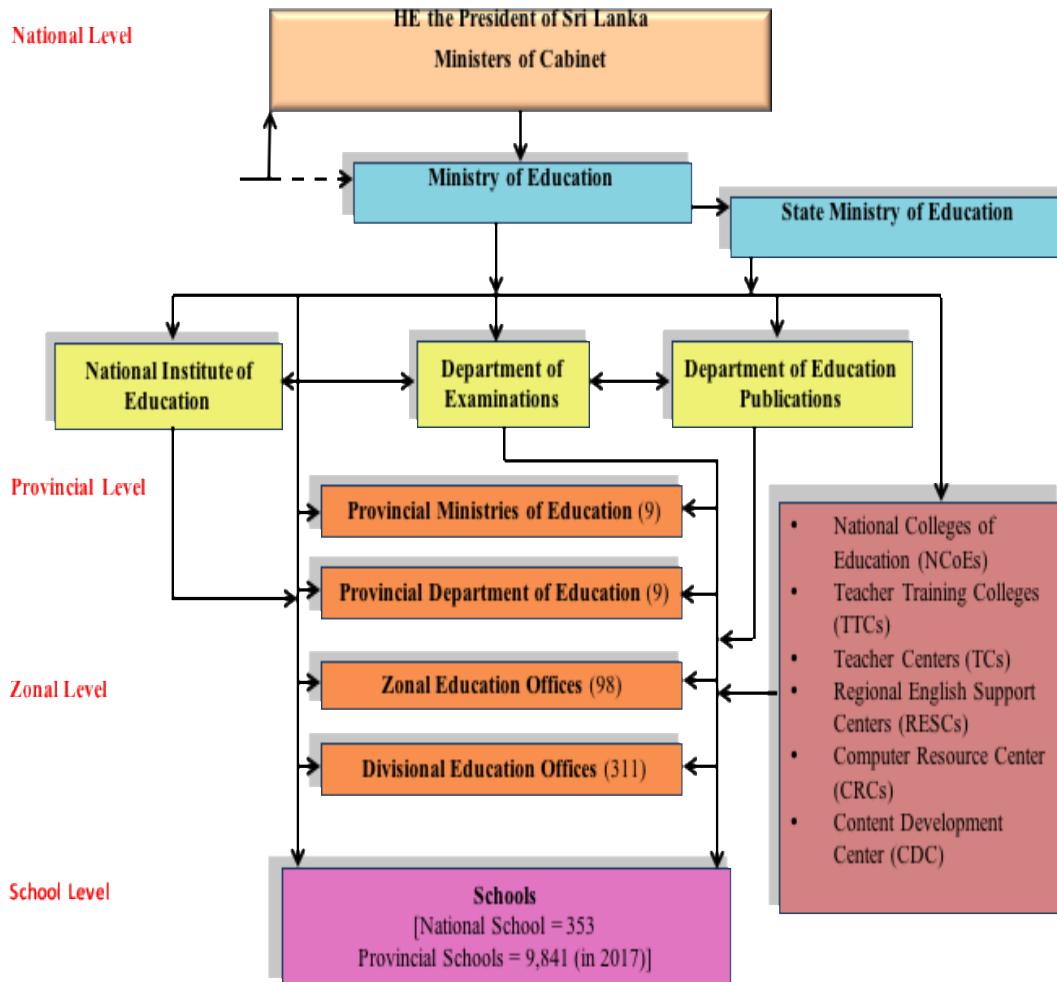 National Level
HE the President of Sri Lanka
Ministers of Cabinet
Ministry of Education
State Ministry of Education
National Institute of
Education
Department of
Examinations
Department of Education
Publications
Provincial Level
Provincial Ministries of Education (9)
Provincial Department of Education (9)
Zonal Level
Zonal Education Offices (98)
Divisional Education Offices (311)
• National Colleges of
Education (NCoEs)
• Teacher Training Colleges
(TTCs)
• Teacher Centers (TCs)
• Regional English Support
Centers (RESCs)
• Computer Resource Center
(CRCs)
• Content Development
Center (CDC)
School Level
Schools
[National School = 353
Provincial Schools = 9,841 (in 2017)]